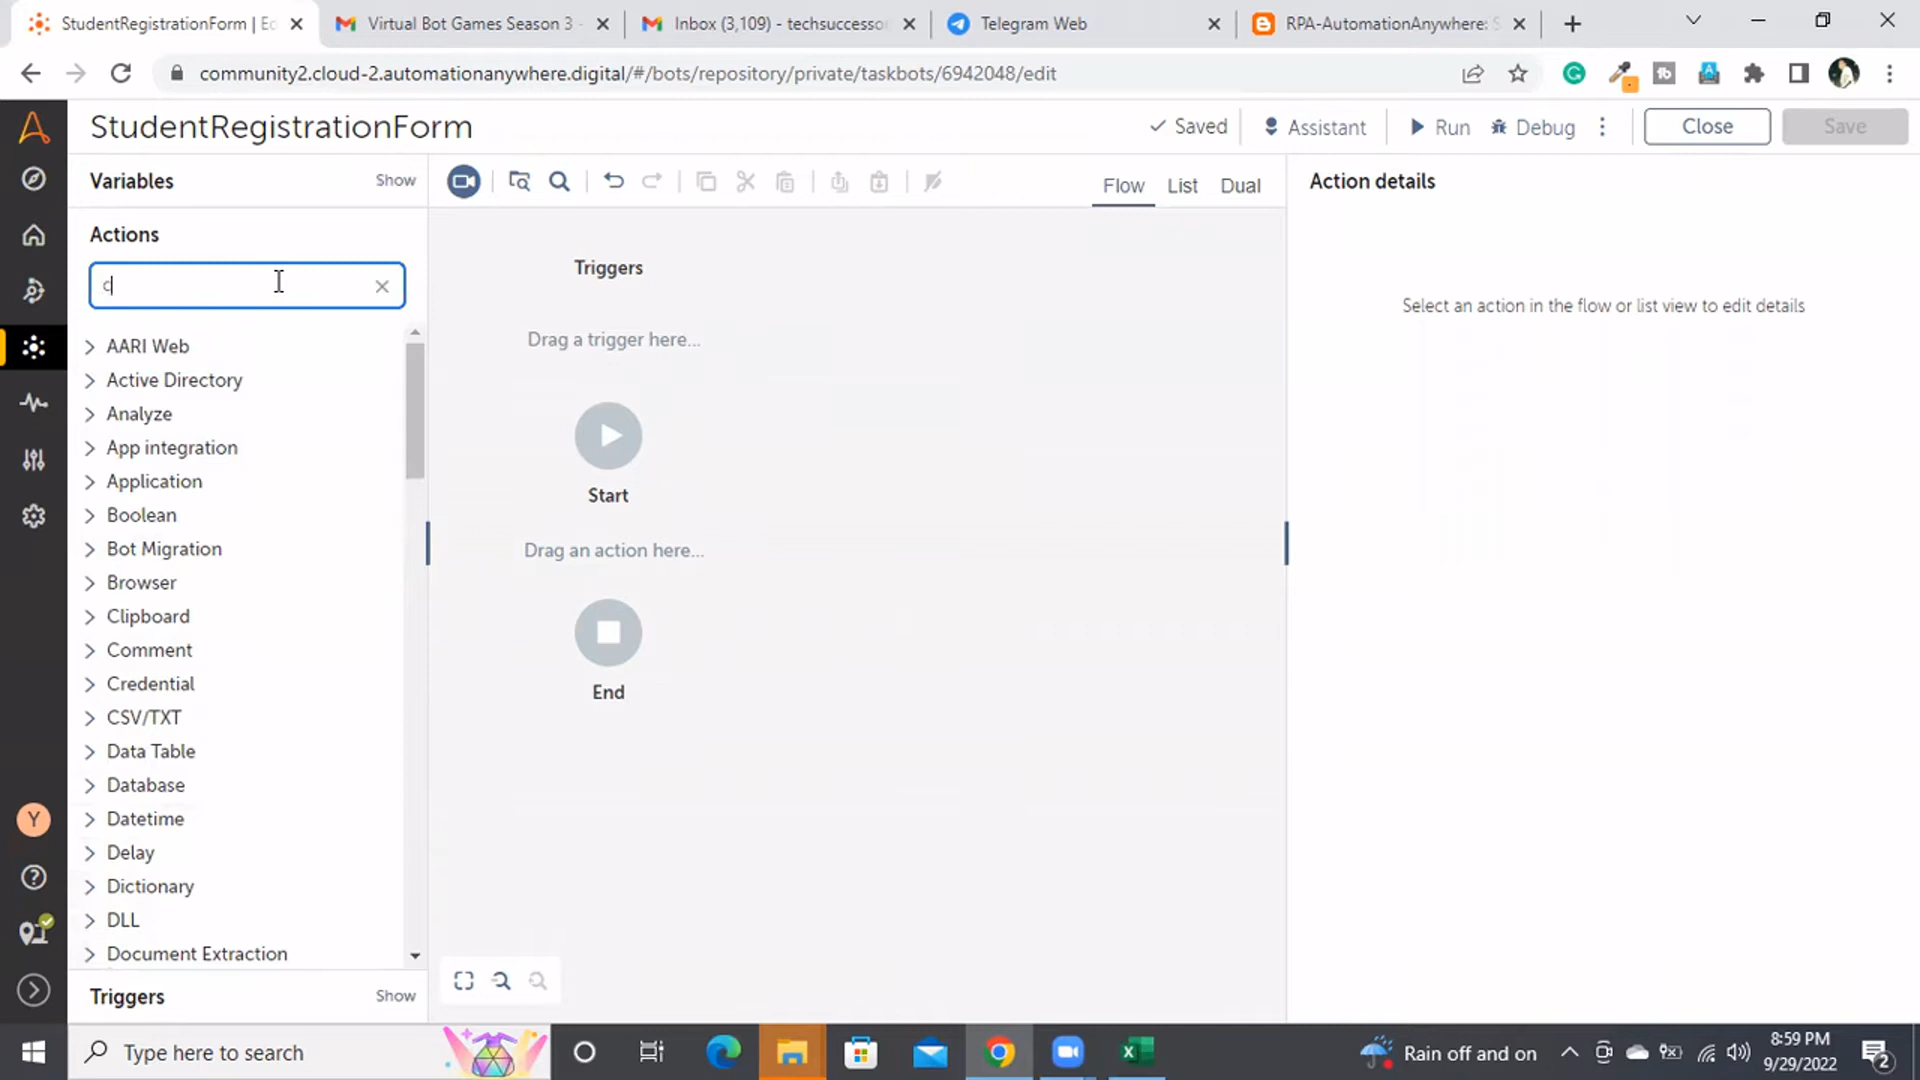 StudentRegistrationForm | Ec
Virtual Bot Games Season 3 -
Inbox (3,109) - techsuccesso
Telegram Web
RPA-AutomationAnywhere: S
community2.cloud-2.automationanywhere.digital/#/bots/repository/private/taskbots/6942048/edit
StudentRegistrationForm
Saved
Assistant
Run
Debug
Close
Save
Variables
Show
Flow
List
Dual
Action details
Actions
c
Triggers
Select an action in the flow or list view to edit details
Drag a trigger here...
AARI Web
Active Directory
Analyze
App integration
Application
Boolean
Bot Migration
Browser
Clipboard
Comment
Credential
CSV/TXT
Data Table
Database
Datetime
Delay
Dictionary
DLL
Document Extraction
Start
Drag an action here...
End
Triggers
Show
Y
Type here to search
Rain off and on
8:59 PM
9/29/2022
2